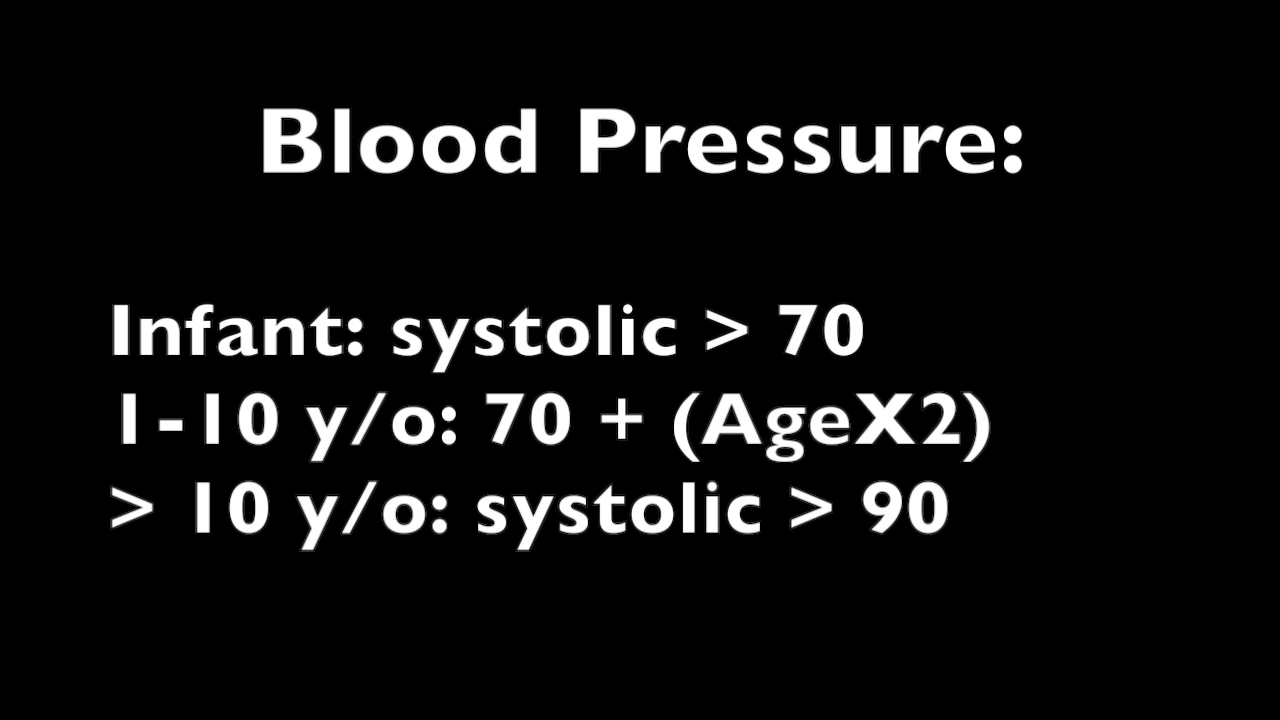 Blood Pressure:
Infant: systolic > 70
1-10 y/o: 70 + (AgeX2)
> 10 y/o: systolic > 90